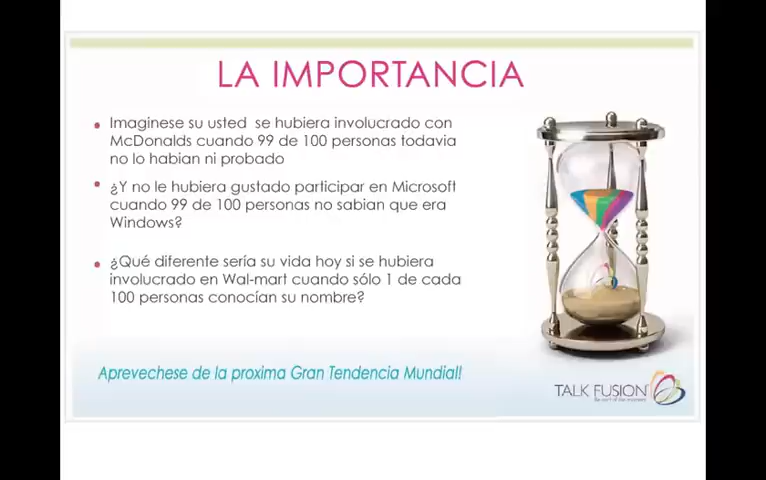 LA IMPORTANCIA
Imaginese su usted se hubiera involucrado con
McDonalds cuando 99 de 100 personas todavia
no lo habian ni probado
¿Y no le hubiera gustado participar en Microsoft
cuando 99 de 100 personas no sabian que era
Windows?
¿Qué diferente sería su vida hoy si se hubiera
involucrado en Wal-mart cuando sólo 1 de cada
100 personas conocían su nombre?
Aprevechese de la proxima Gran Tendencia Mundial!
TALK FUSION